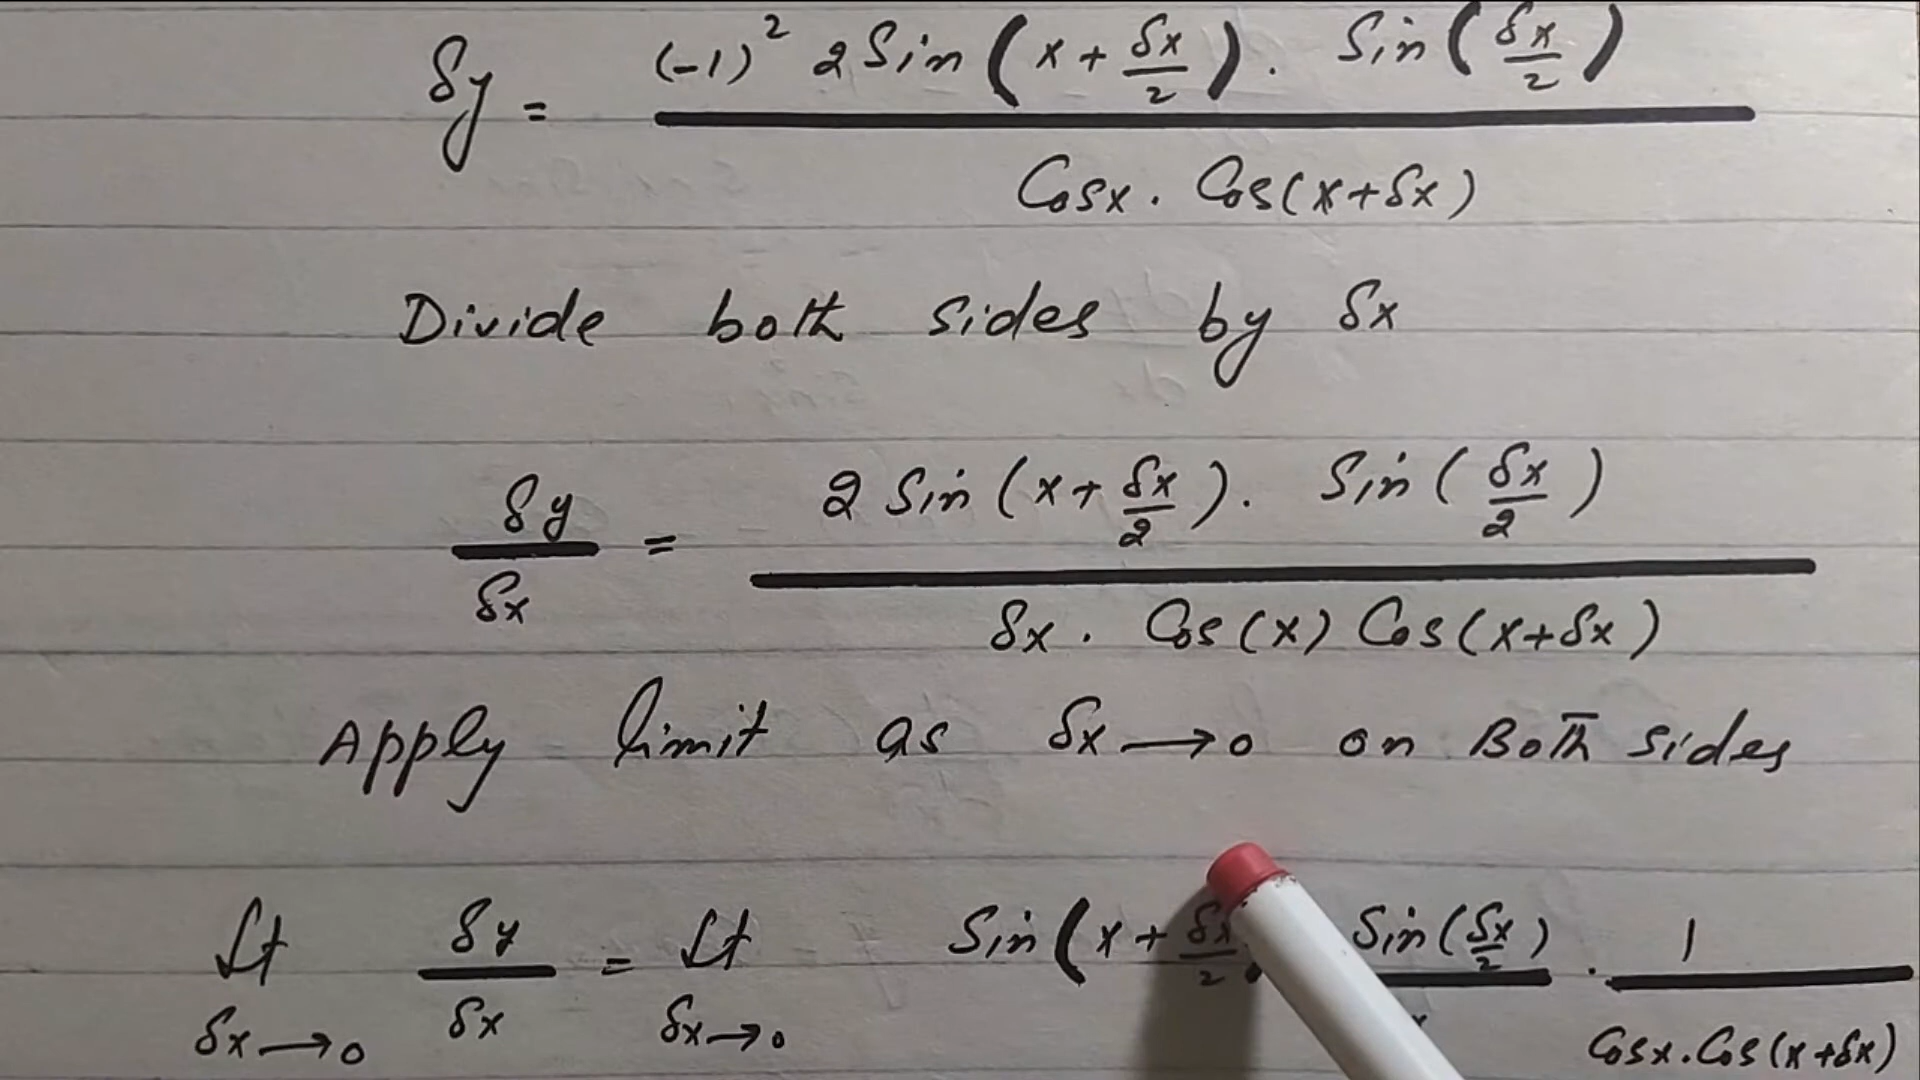 δy = (-1)² 2 Sin(x + δx/2) . Sin(δx/2)
Cosx . Cos(x+δx)
Divide both sides by δx
δy/δx = 2 Sin(x + δx/2) . Sin(δx/2)
δx . Cos(x) Cos(x+δx)
Apply limit as δx → 0 on Both sides
Lt δy/δx = Lt Sin(x + δx/2 Sin(δx/2) . 1
δx → 0 δx → 0 Cosx . Cos(x+δx)